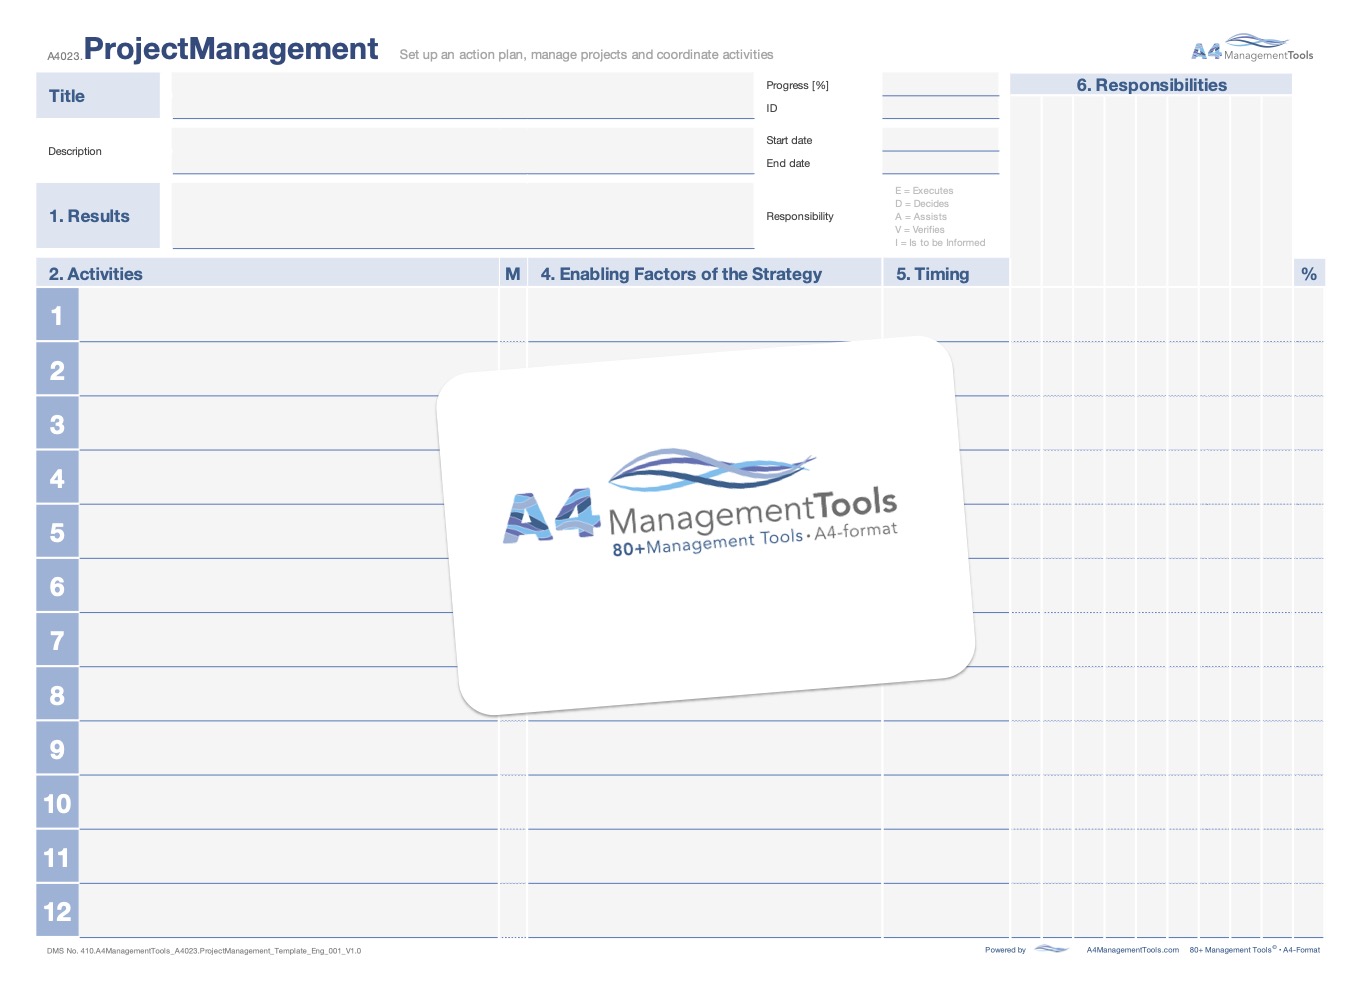 A4023.ProjectManagement Set up an action plan, manage projects and coordinate activities
A4 ManagementTools
Title
Progress [%]
ID
6. Responsibilities
Description
Start date
End date
1. Results
Responsibility
E = Executes
D = Decides
A = Assists
V = Verifies
I = Is to be Informed
2. Activities M 4. Enabling Factors of the Strategy 5. Timing %
1
2
3
4
5
6
7
8
9
10
11
12
A4 ManagementTools
80+Management Tools • A4-format
DMS No. 410.A4ManagementTools_A4023.ProjectManagement_Template_Eng_001_V1.0
Powered by A4ManagementTools.com 80+ Management Tools© • A4-Format